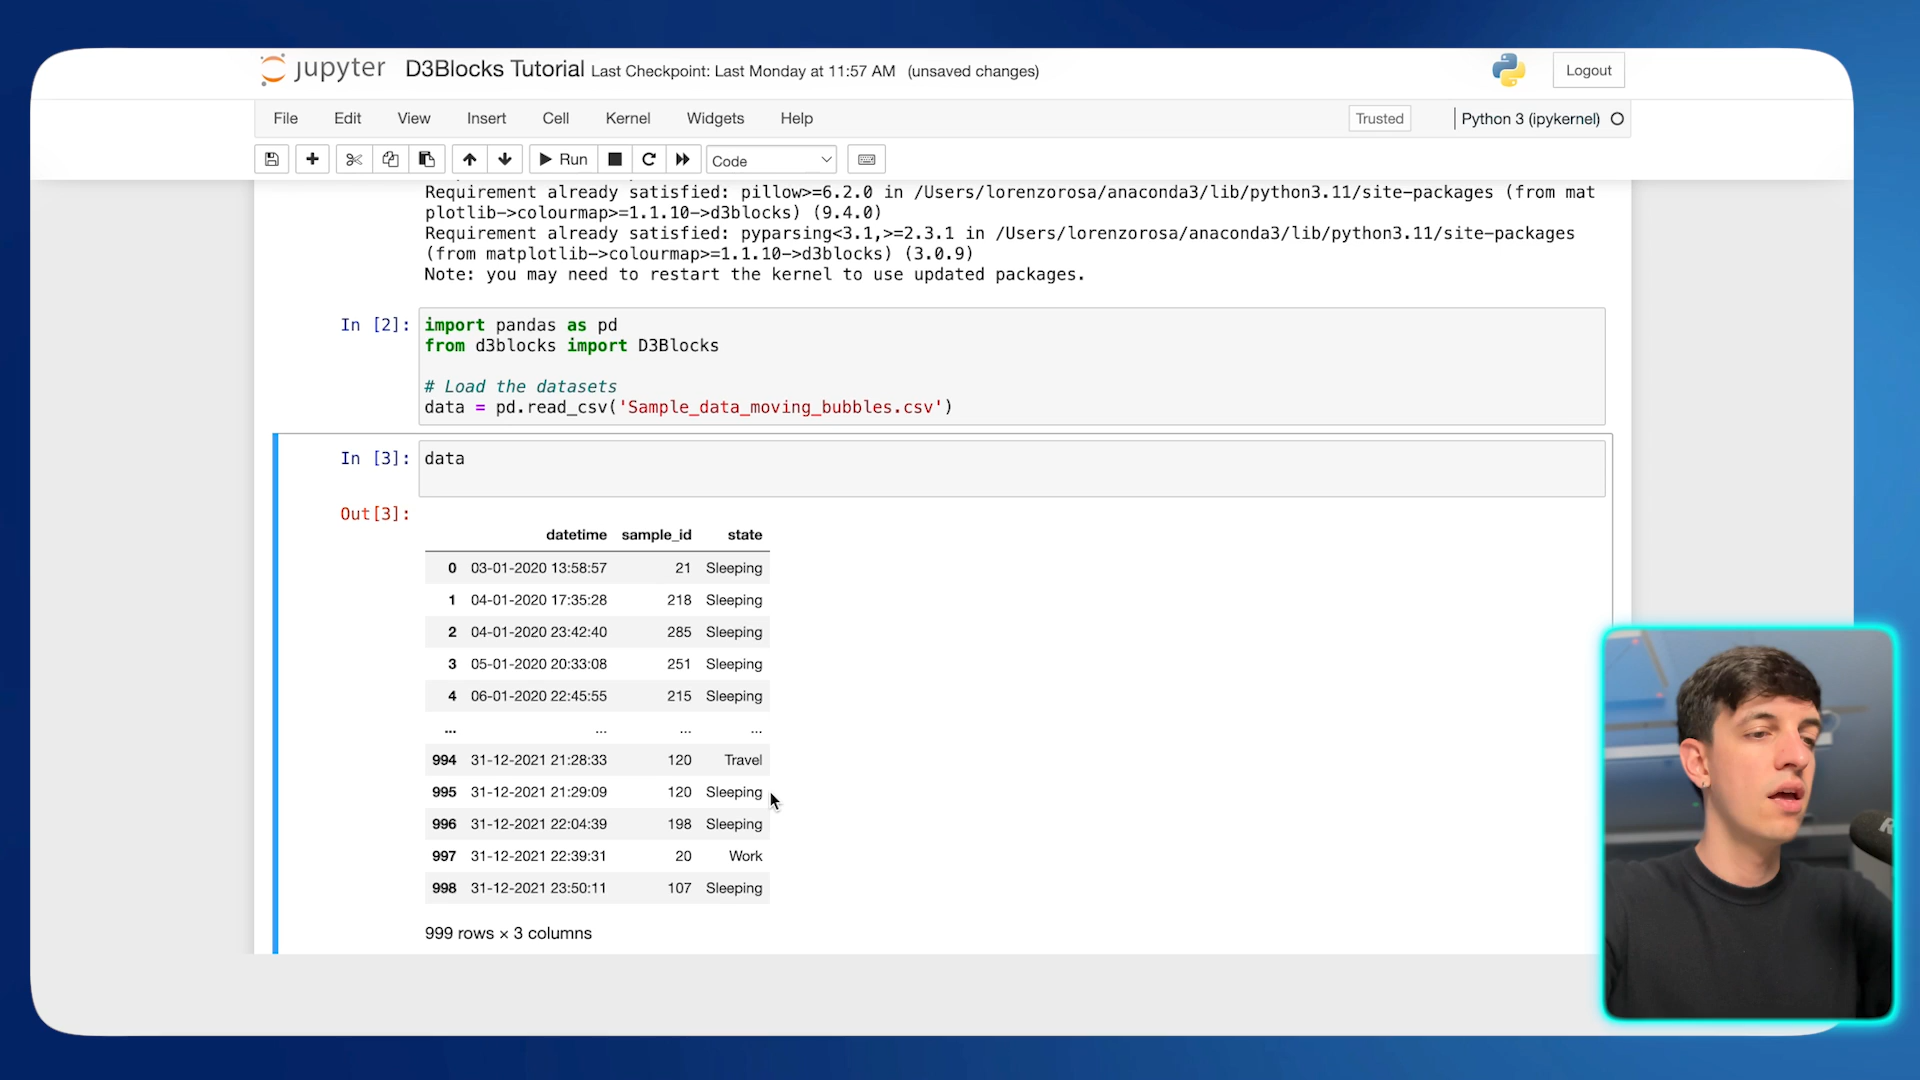 jupyter D3Blocks Tutorial Last Checkpoint: Last Monday at 11:57 AM (unsaved changes) Logout
File Edit View Insert Cell Kernel Widgets Help Trusted Python 3 (ipykernel)
Run Code
Requirement already satisfied: pillow>=6.2.0 in /Users/lorenzorosa/anaconda3/lib/python3.11/site-packages (from mat
plotlib->colourmap>=1.1.10->d3blocks) (9.4.0)
Requirement already satisfied: pyparsing<3.1,>=2.3.1 in /Users/lorenzorosa/anaconda3/lib/python3.11/site-packages
(from matplotlib->colourmap>=1.1.10->d3blocks) (3.0.9)
Note: you may need to restart the kernel to use updated packages.
In [2]: import pandas as pd
from d3blocks import D3Blocks
# Load the datasets
data = pd.read_csv('Sample_data_moving_bubbles.csv')
In [3]: data
Out[3]:
datetime sample_id state
0 03-01-2020 13:58:57 21 Sleeping
1 04-01-2020 17:35:28 218 Sleeping
2 04-01-2020 23:42:40 285 Sleeping
3 05-01-2020 20:33:08 251 Sleeping
4 06-01-2020 22:45:55 215 Sleeping
... ... ... ...
994 31-12-2021 21:28:33 120 Travel
995 31-12-2021 21:29:09 120 Sleeping
996 31-12-2021 22:04:39 198 Sleeping
997 31-12-2021 22:39:31 20 Work
998 31-12-2021 23:50:11 107 Sleeping
999 rows × 3 columns